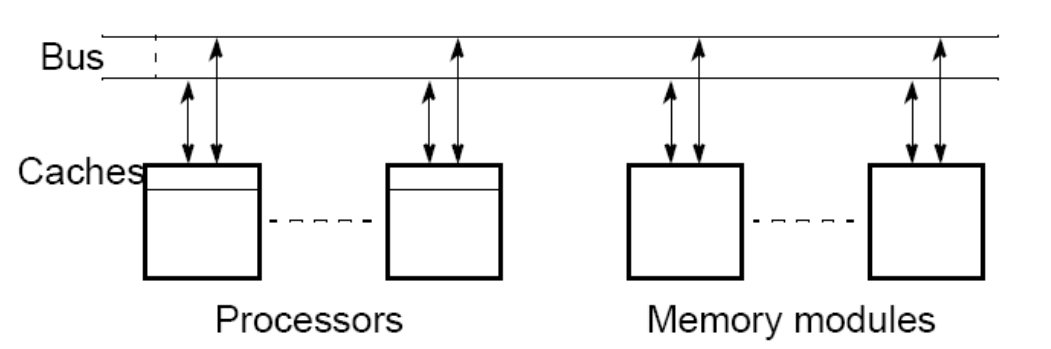 Bus
Caches
Processors
Memory modules